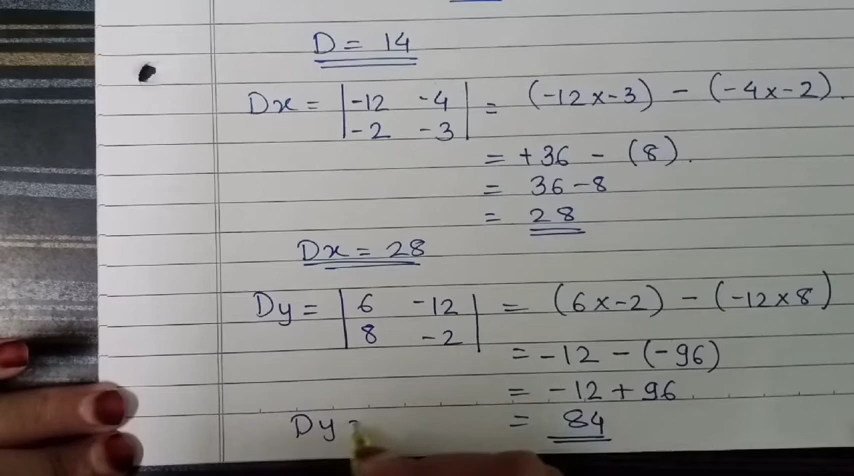 D = 14
Dx = | -12 -4 | = (-12 x -3) - (-4 x -2).
| -2 -3 |
= +36 - (8).
= 36 - 8
= 28
Dx = 28
Dy = | 6 -12 | = (6 x -2) - (-12 x 8)
| 8 -2 |
= -12 - (-96)
= -12 + 96
Dy = = 84